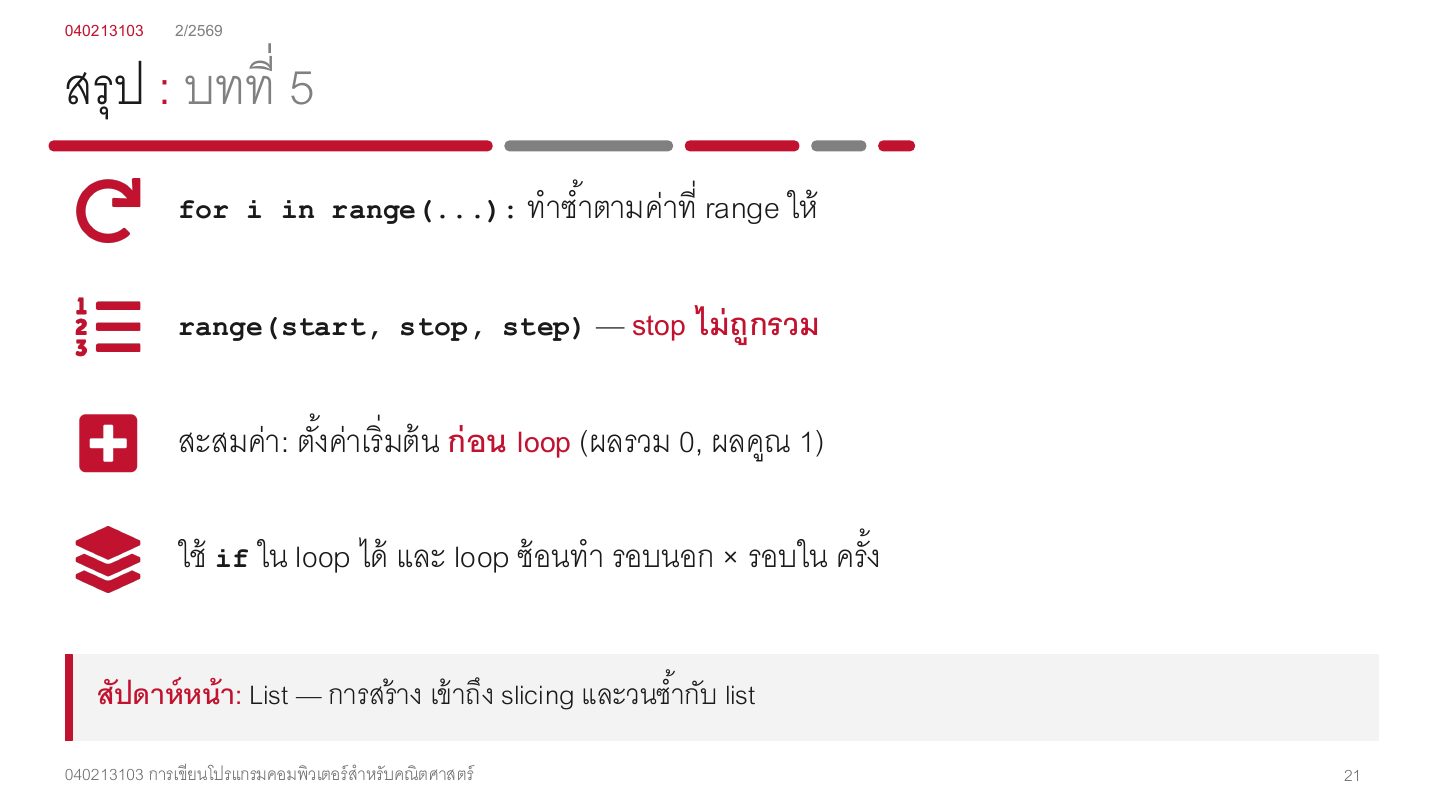 040213103 2/2569
สรุป : บทที่ 5
for i in range(...): ทำซ้ำตามค่าที่ range ให้
1
2
3
range(start, stop, step) — stop ไม่ถูกรวม
สะสมค่า: ตั้งค่าเริ่มต้น ก่อน loop (ผลรวม 0, ผลคูณ 1)
ใช้ if ใน loop ได้ และ loop ซ้อนทำ รอบนอก × รอบใน ครั้ง
สัปดาห์หน้า: List — การสร้าง เข้าถึง slicing และวนซ้ำกับ list
040213103 การเขียนโปรแกรมคอมพิวเตอร์สำหรับคณิตศาสตร์ 21